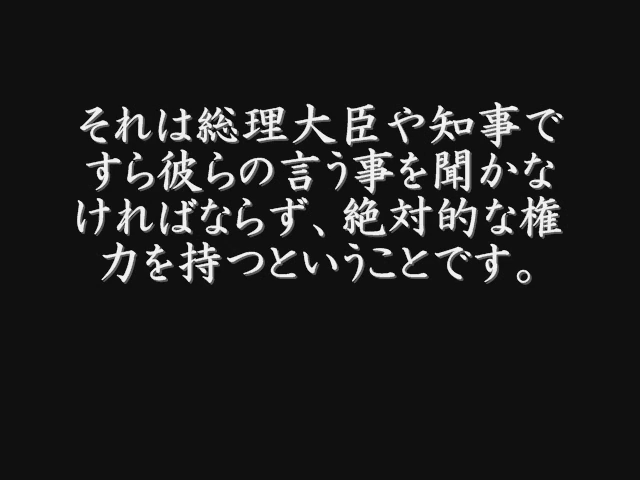 それは総理大臣や知事で
すら彼らの言う事を聞かな
ければならず、絶対的な権
力を持つということです。